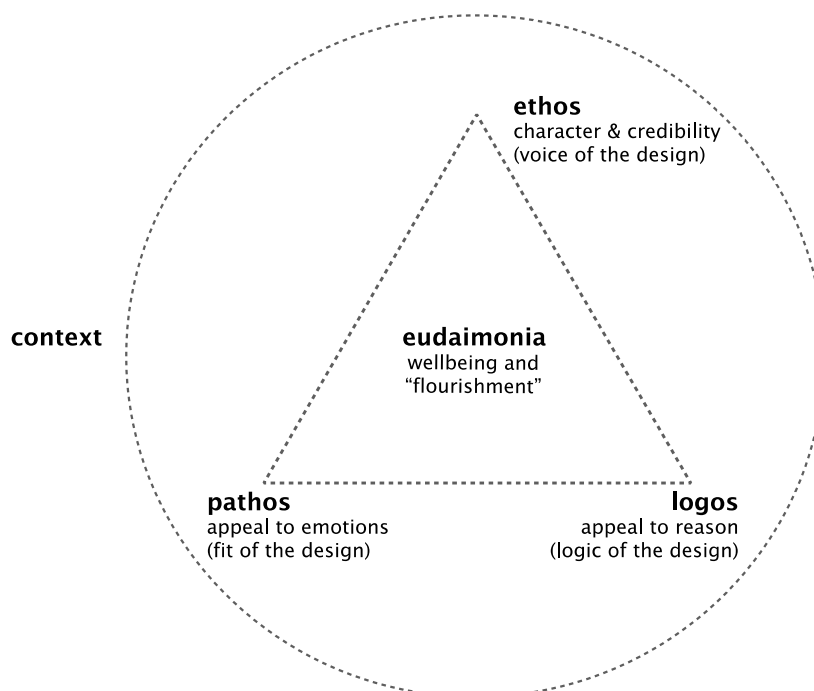 ethos
character & credibility
(voice of the design)
context
eudaimonia
wellbeing and
“flourishment”
pathos
appeal to emotions
(fit of the design)
logos
appeal to reason
(logic of the design)